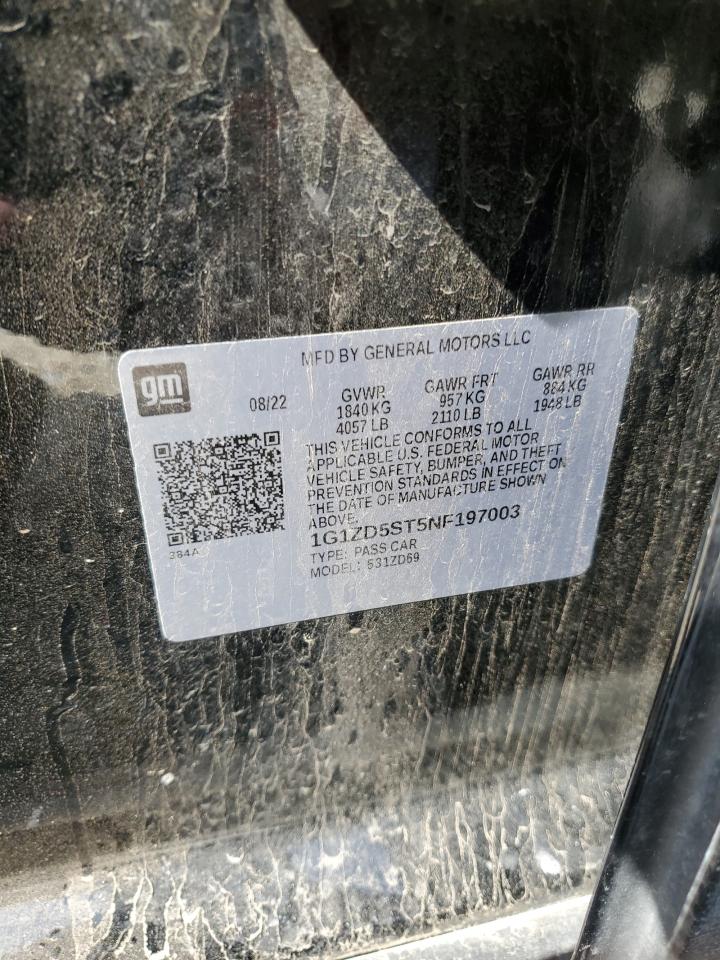 MFD BY GENERAL MOTORS LLC
gm
08/22
GVWR
1840 KG
4057 LB
GAWR FRT
957 KG
2110 LB
GAWR RR
884 KG
1948 LB
THIS VEHICLE CONFORMS TO ALL
APPLICABLE U.S. FEDERAL MOTOR
VEHICLE SAFETY, BUMPER, AND THEFT
PREVENTION STANDARDS IN EFFECT ON
THE DATE OF MANUFACTURE SHOWN
ABOVE.
1G1ZD5ST5NF197003
384A
TYPE: PASS CAR
MODEL: 531ZD69